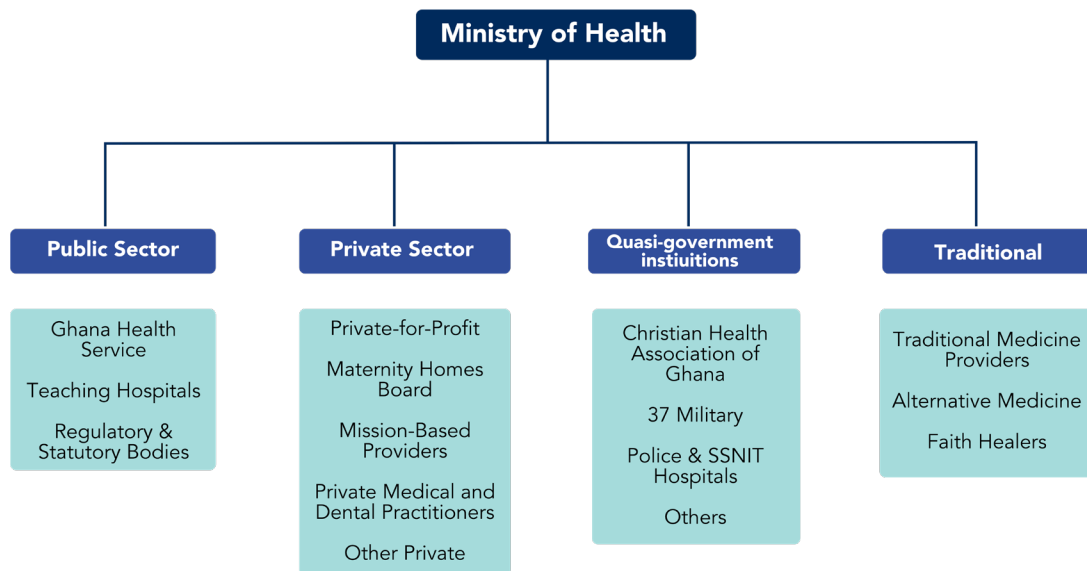 Ministry of Health
Public Sector
Ghana Health
Service
Teaching Hospitals
Regulatory &
Statutory Bodies
Private Sector
Private-for-Profit
Maternity Homes
Board
Mission-Based
Providers
Private Medical and
Dental Practitioners
Other Private
Quasi-government
instiuitions
Christian Health
Association of
Ghana
37 Military
Police & SSNIT
Hospitals
Others
Traditional
Traditional Medicine
Providers
Alternative Medicine
Faith Healers